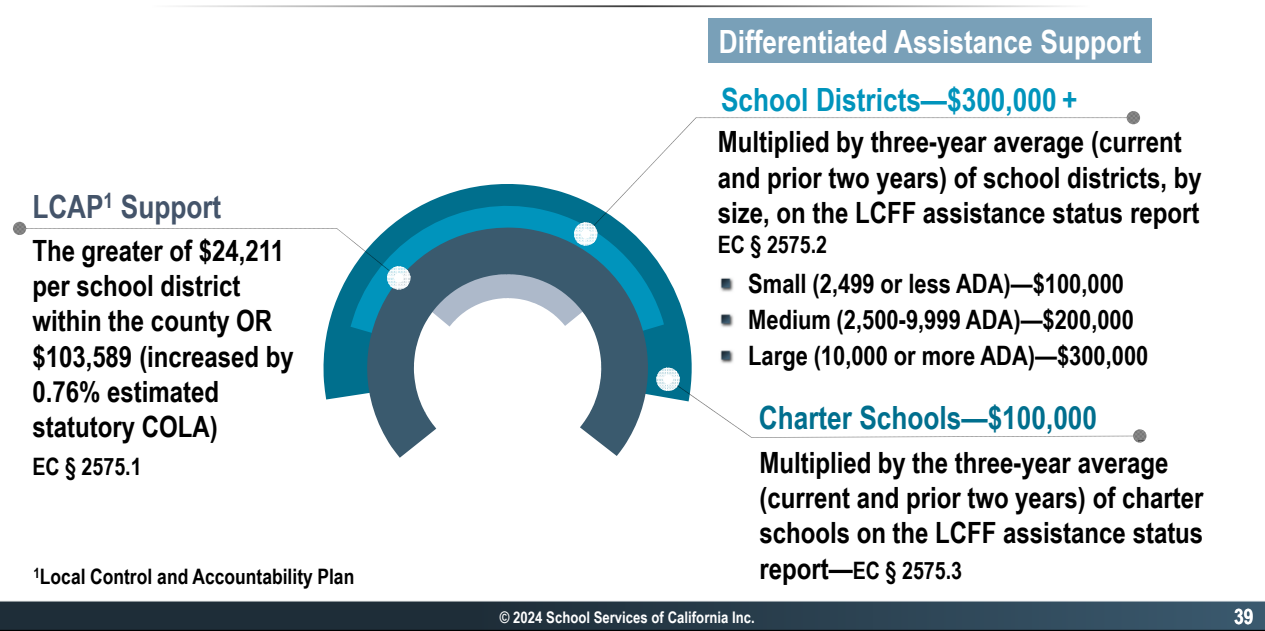 Differentiated Assistance Support
School Districts—$300,000 +
Multiplied by three-year average (current
and prior two years) of school districts, by
size, on the LCFF assistance status report
EC § 2575.2
▪ Small (2,499 or less ADA)—$100,000
▪ Medium (2,500-9,999 ADA)—$200,000
▪ Large (10,000 or more ADA)—$300,000
LCAP¹ Support
The greater of $24,211
per school district
within the county OR
$103,589 (increased by
0.76% estimated
statutory COLA)
EC § 2575.1
Charter Schools—$100,000
Multiplied by the three-year average
(current and prior two years) of charter
schools on the LCFF assistance status
report—EC § 2575.3
¹Local Control and Accountability Plan
© 2024 School Services of California Inc.
39